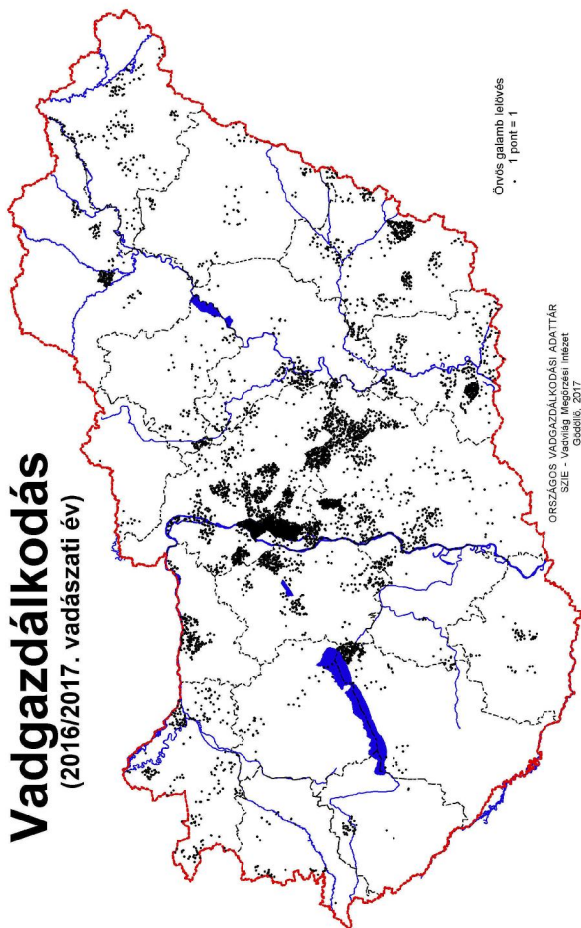 Vadgazdálkodás
(2016/2017. vadászati év)
Örvös galamb lelövés
1 pont = 1
ORSZÁGOS VADGAZDÁLKODÁSI ADATTÁR
SZIE - Vadvilág Megőrzési Intézet
Gödöllő, 2017